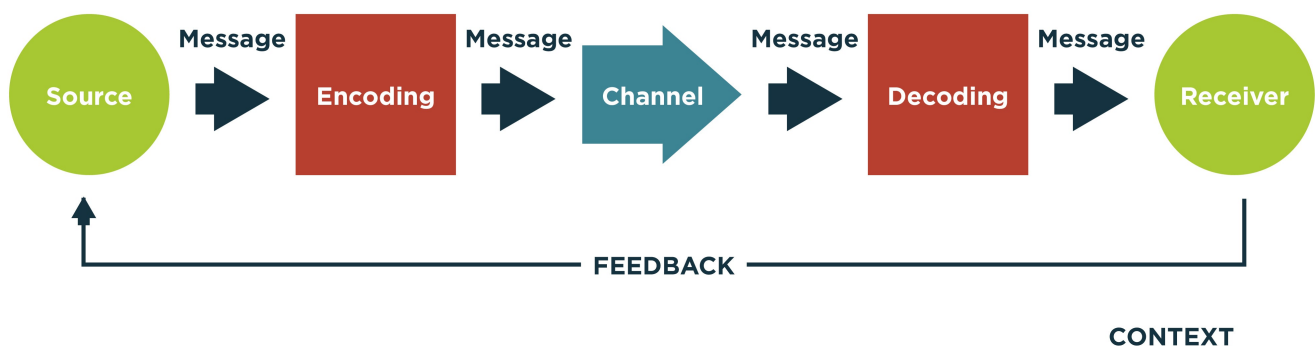 Message Message Message Message
Source Encoding Channel Decoding Receiver
FEEDBACK
CONTEXT